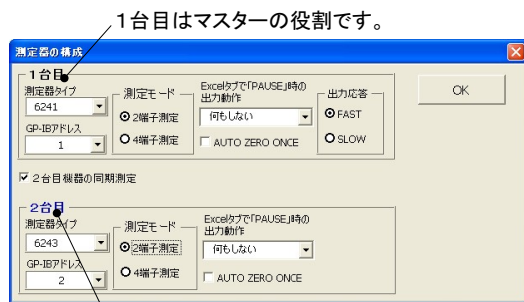 1台目はマスターの役割です。
測定器の構成
1台目
測定器タイプ
6241
GP-IBアドレス
1
測定モード
2端子測定
4端子測定
Excelタブで「PAUSE」時の
出力動作
何もしない
AUTO ZERO ONCE
出力応答
FAST
SLOW
OK
2台目機器の同期測定
2台目
測定器タイプ
6243
GP-IBアドレス
2
測定モード
2端子測定
4端子測定
Excelタブで「PAUSE」時の
出力動作
何もしない
AUTO ZERO ONCE